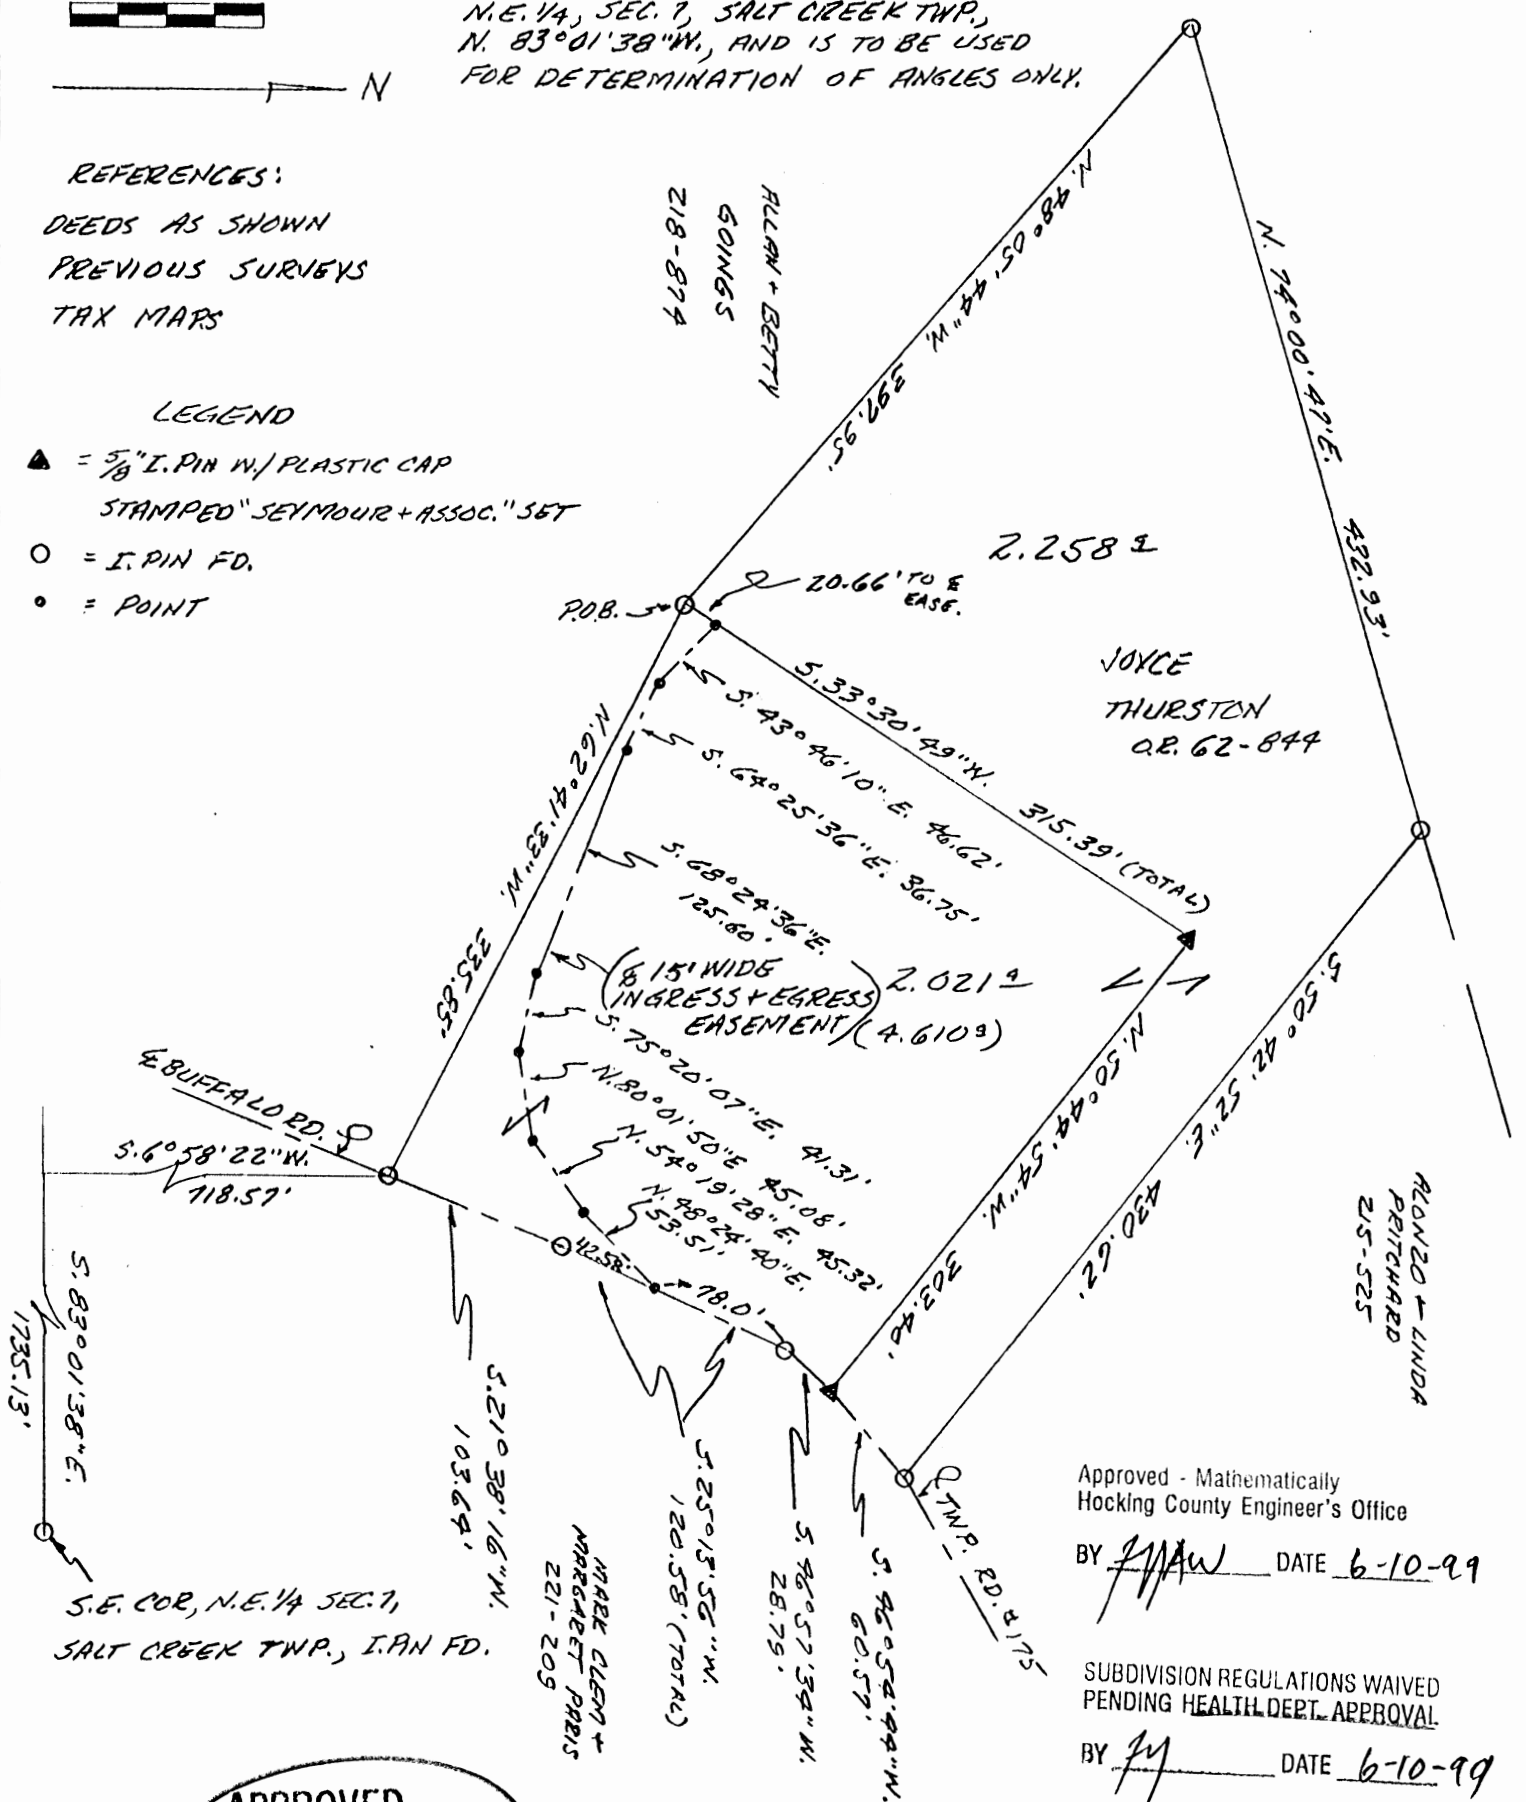 N.E. 1/4, SEC. 7, SALT CREEK TWP.,
N. 83°01'38"W., AND IS TO BE USED
FOR DETERMINATION OF ANGLES ONLY.
N
REFERENCES:
DEEDS AS SHOWN
PREVIOUS SURVEYS
TAX MAPS
LEGEND
▲ = 5/8" I. PIN W./ PLASTIC CAP
STAMPED "SEYMOUR + ASSOC." SET
○ = I. PIN FD.
• = POINT
ALLAN + BETTY
GOINGS
218-874
N. 48°05'44"W. 397.95'
N. 74°00'47"E. 432.93'
2.258 a
20.66' TO ℄
EASE.
P.O.B.
JOYCE
THURSTON
O.R. 62-844
S. 33°30'49"W. 315.39' (TOTAL)
S. 43°46'10"E. 46.62'
S. 64°25'36"E. 36.75'
S. 68°24'36"E.
125.60'
N. 62°41'33"W. 335.85'
(℄ 15' WIDE
INGRESS + EGRESS
EASEMENT)
2.021 a
(4.610 a)
S. 75°20'07"E. 41.31'
N. 80°01'50"E 45.08'
N. 54°19'28"E. 45.32'
N. 48°24'40"E.
53.51'
N. 50°44'54"W. 303.40'
S. 50°42'52"E. 430.62'
℄ BUFFALO RD.
S. 6°58'22"W.
718.57'
42.58'
78.0'
S. 83°01'38"E.
1735.13'
S. 21°38'16"W.
103.64'
S. 25°13'56"W.
120.58' (TOTAL)
S. 46°57'34"W.
28.75'
S. 46°54'44"W.
60.57'
ALONZO + LINDA
PRITCHARD
215-525
MARK CLEM +
MARGARET PARIS
221-209
℄ TWP. RD. #175
S.E. COR, N.E. 1/4 SEC. 7,
SALT CREEK TWP., I. PIN FD.
Approved - Mathematically
Hocking County Engineer's Office
BY DATE 6-10-99
SUBDIVISION REGULATIONS WAIVED
PENDING HEALTH DEPT. APPROVAL
BY DATE 6-10-99
APPROVED